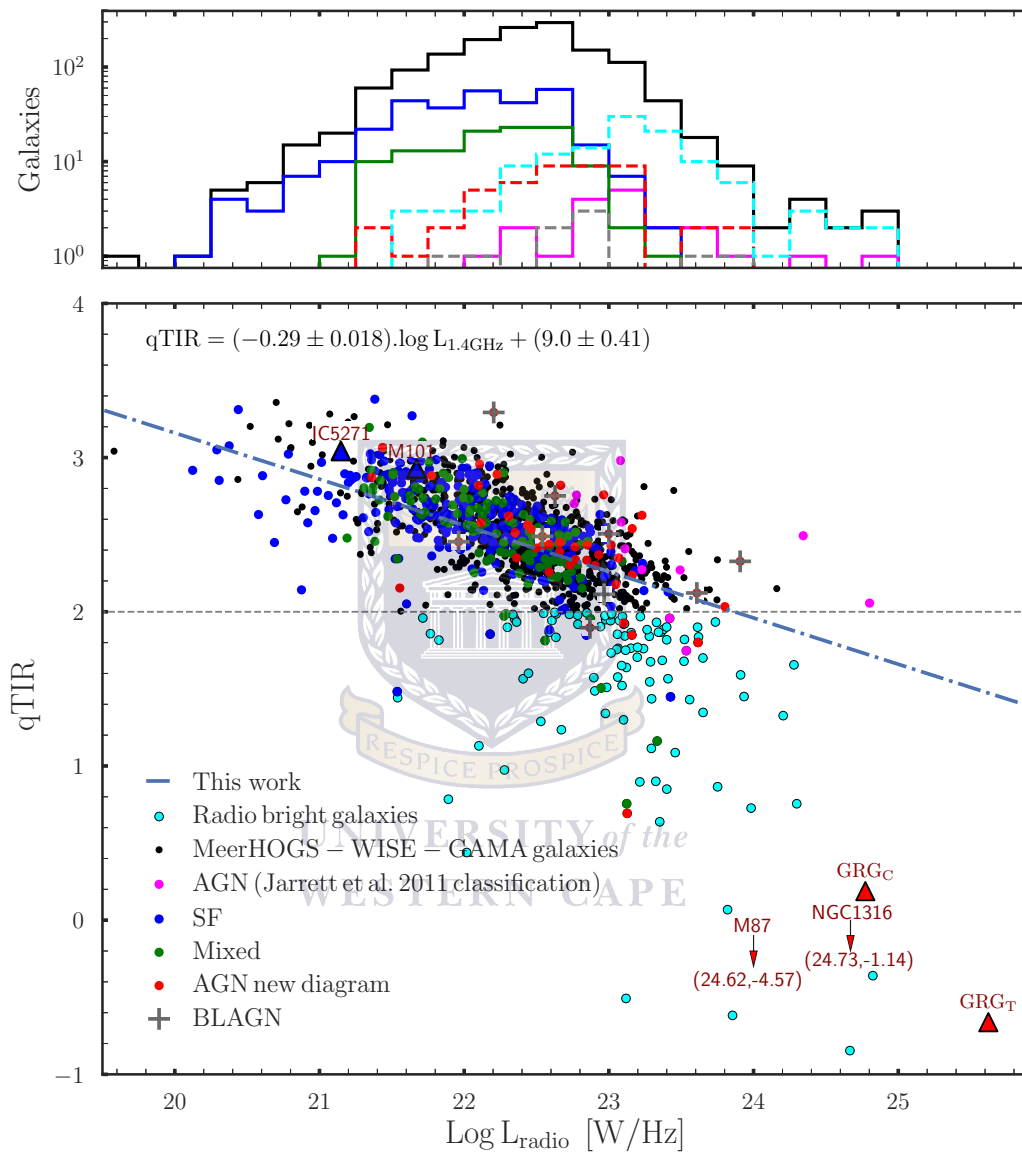 10²
10¹
10⁰
Galaxies
4
3
2
1
0
−1
qTIR
qTIR = (−0.29 ± 0.018).log L₁.₄GHz + (9.0 ± 0.41)
IC5271
M101
RESPICE PROSPICE
UNIVERSITY of the
WESTERN CAPE
This work
Radio bright galaxies
MeerHOGS − WISE − GAMA galaxies
AGN (Jarrett et al. 2011 classification)
SF
Mixed
AGN new diagram
BLAGN
GRG_C
NGC1316
(24.73,-1.14)
M87
(24.62,-4.57)
GRG_T
20 21 22 23 24 25
Log L_radio [W/Hz]